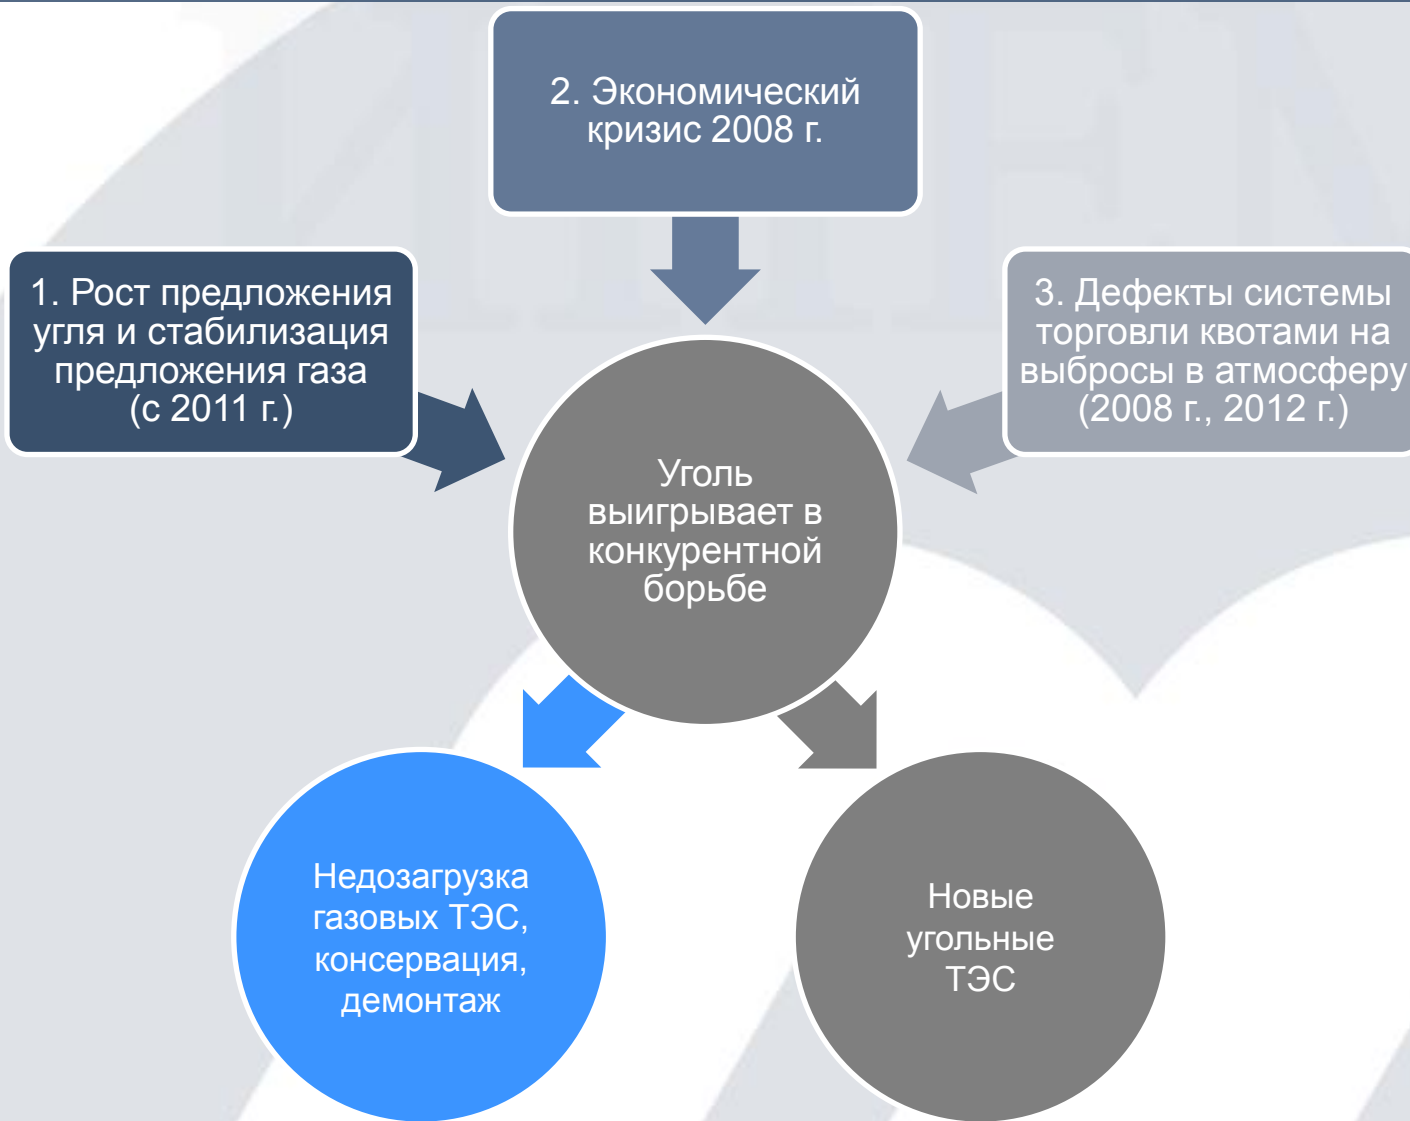 2. Экономический
кризис 2008 г.
1. Рост предложения
угля и стабилизация
предложения газа
(с 2011 г.)
3. Дефекты системы
торговли квотами на
выбросы в атмосферу
(2008 г., 2012 г.)
Уголь
выигрывает в
конкурентной
борьбе
Недозагрузка
газовых ТЭС,
консервация,
демонтаж
Новые
угольные
ТЭС